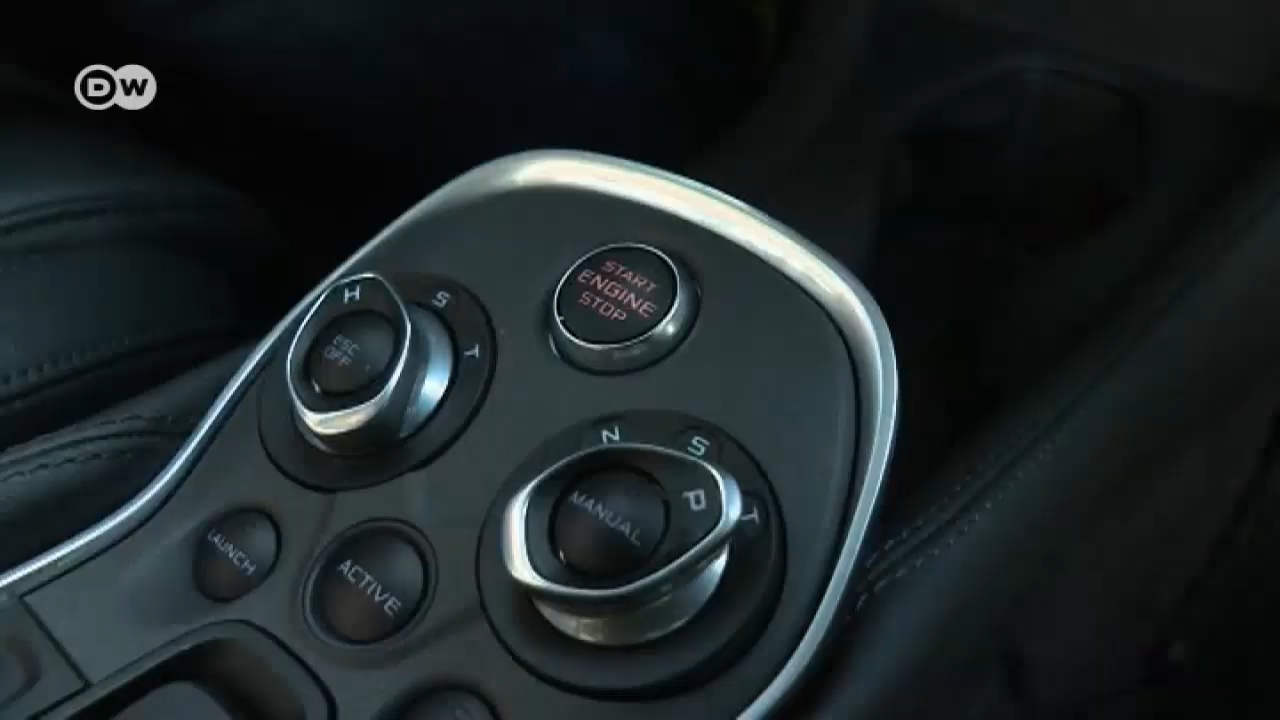 DW
START
ENGINE
STOP
H
S
T
ESC
OFF
N
S
P
T
MANUAL
LAUNCH
ACTIVE